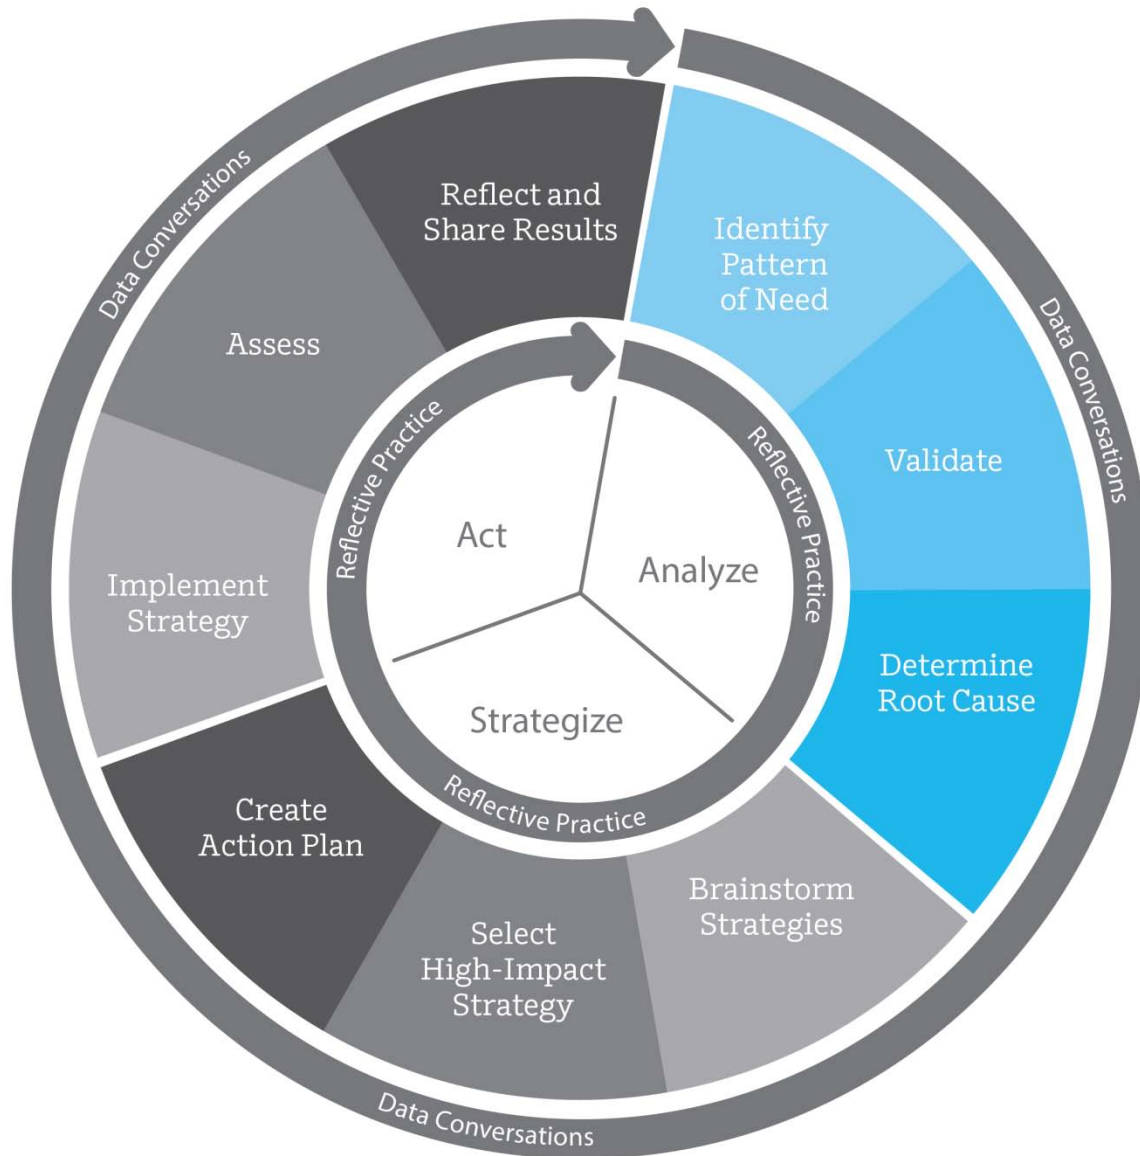 Data Conversations
Reflect and
Share Results
Identify
Pattern
of Need
Data Conversations
Assess
Validate
Reflective Practice
Reflective Practice
Act
Analyze
Implement
Strategy
Determine
Root Cause
Strategize
Reflective Practice
Create
Action Plan
Brainstorm
Strategies
Select
High-Impact
Strategy
Data Conversations